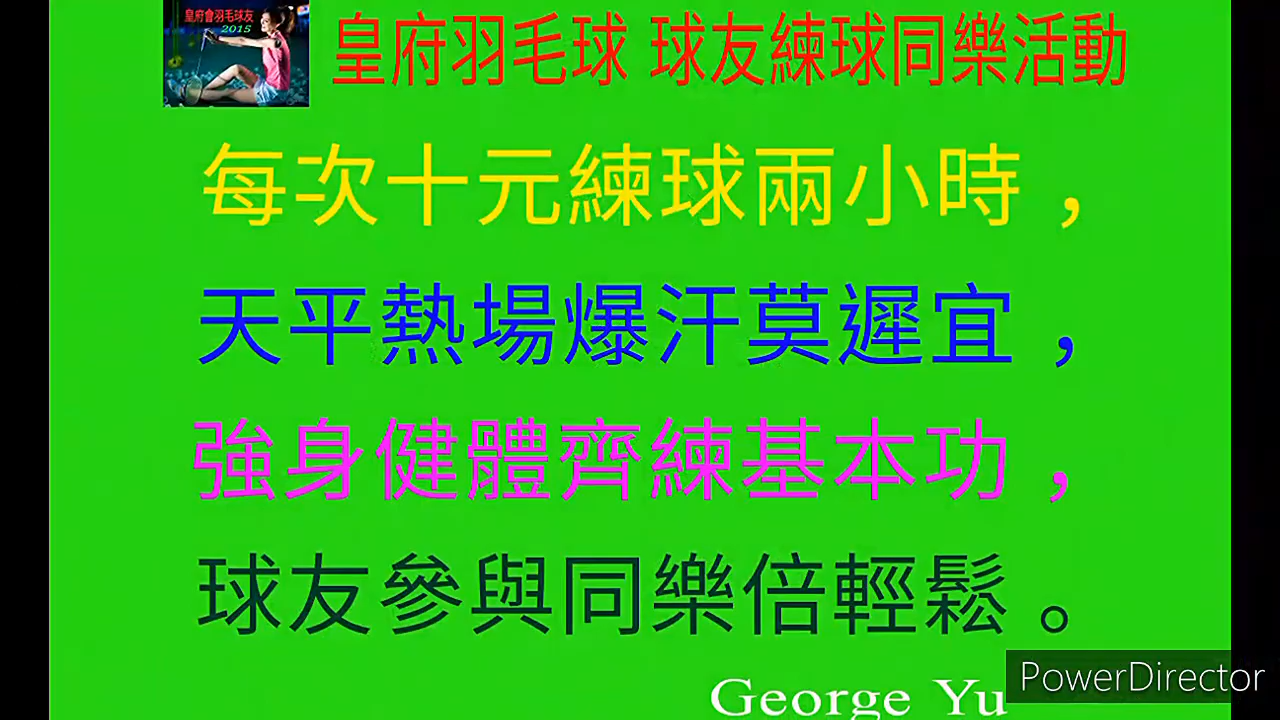 皇府會羽毛球友
2015
皇府羽毛球 球友練球同樂活動
每次十元練球兩小時，
天平熱場爆汗莫遲宜，
強身健體齊練基本功，
球友參與同樂倍輕鬆。
George Yu
PowerDirector